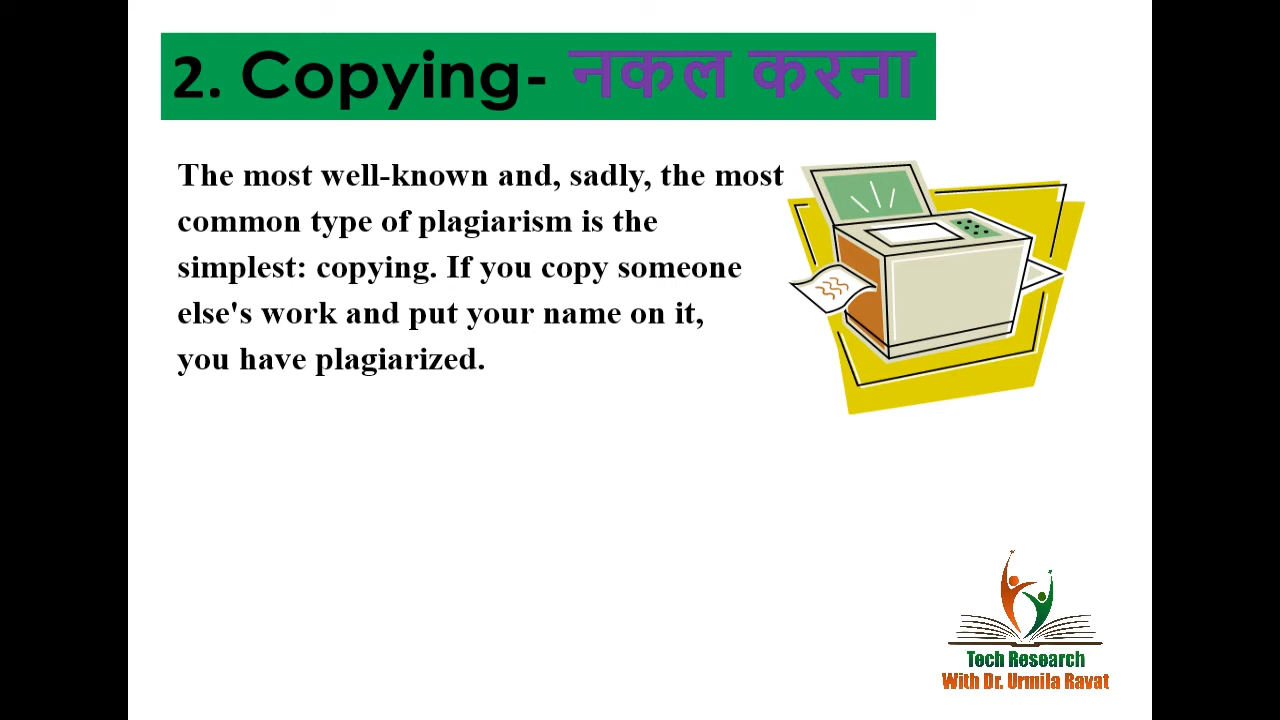 2. Copying- नकल करना
The most well-known and, sadly, the most
common type of plagiarism is the
simplest: copying. If you copy someone
else's work and put your name on it,
you have plagiarized.
Tech Research
With Dr. Urmila Ravat